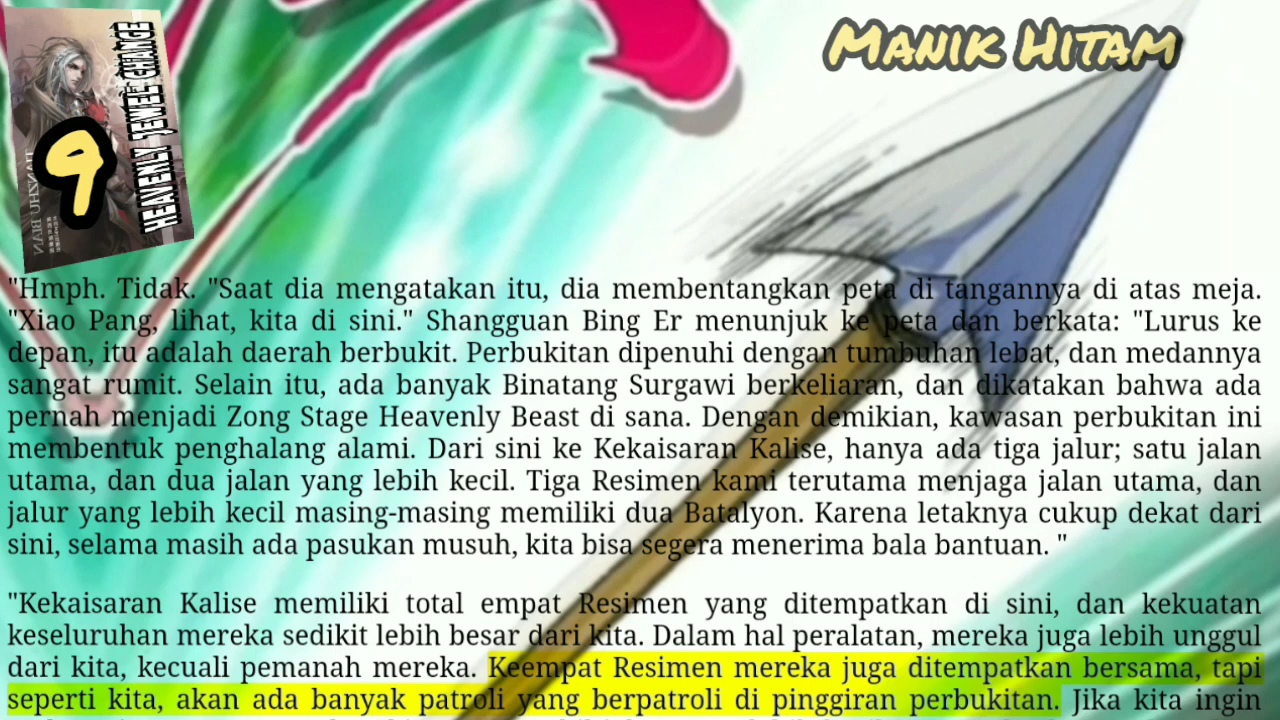 Manik Hitam
HEAVENLY JEWEL CHANGE
9
"Hmph. Tidak. "Saat dia mengatakan itu, dia membentangkan peta di tangannya di atas meja.
"Xiao Pang, lihat, kita di sini." Shangguan Bing Er menunjuk ke peta dan berkata: "Lurus ke
depan, itu adalah daerah berbukit. Perbukitan dipenuhi dengan tumbuhan lebat, dan medannya
sangat rumit. Selain itu, ada banyak Binatang Surgawi berkeliaran, dan dikatakan bahwa ada
pernah menjadi Zong Stage Heavenly Beast di sana. Dengan demikian, kawasan perbukitan ini
membentuk penghalang alami. Dari sini ke Kekaisaran Kalise, hanya ada tiga jalur; satu jalan
utama, dan dua jalan yang lebih kecil. Tiga Resimen kami terutama menjaga jalan utama, dan
jalur yang lebih kecil masing-masing memiliki dua Batalyon. Karena letaknya cukup dekat dari
sini, selama masih ada pasukan musuh, kita bisa segera menerima bala bantuan. "
"Kekaisaran Kalise memiliki total empat Resimen yang ditempatkan di sini, dan kekuatan
keseluruhan mereka sedikit lebih besar dari kita. Dalam hal peralatan, mereka juga lebih unggul
dari kita, kecuali pemanah mereka. Keempat Resimen mereka juga ditempatkan bersama, tapi
seperti kita, akan ada banyak patroli yang berpatroli di pinggiran perbukitan. Jika kita ingin